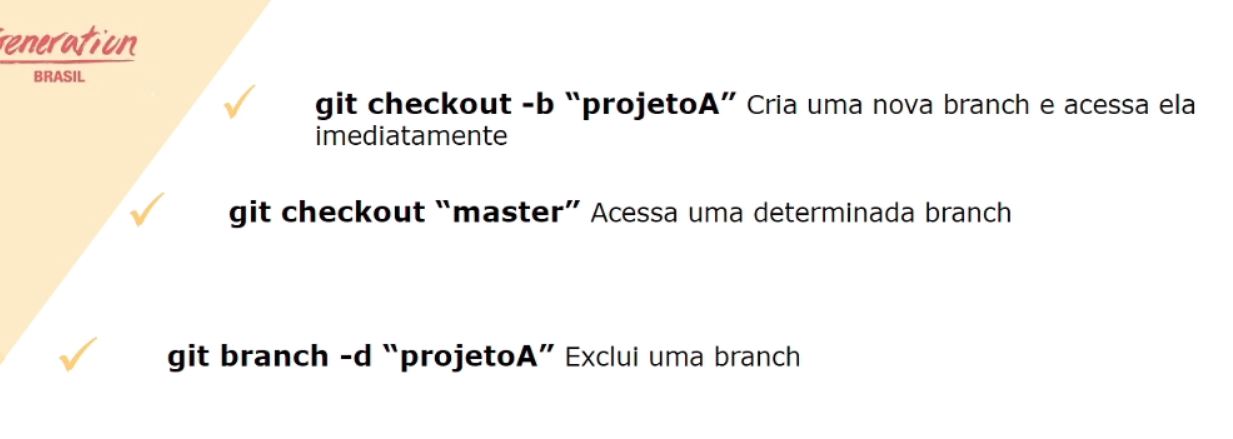 Generation
BRASIL
git checkout -b “projetoA” Cria uma nova branch e acessa ela
imediatamente
git checkout “master” Acessa uma determinada branch
git branch -d “projetoA” Exclui uma branch